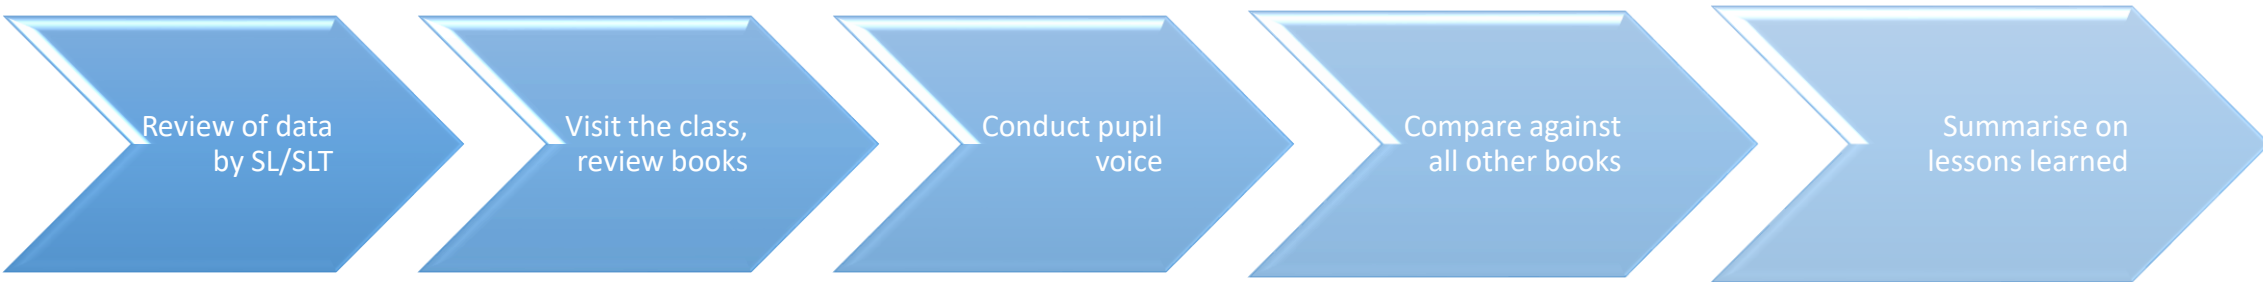 Review of data
by SL/SLT
Visit the class,
review books
Conduct pupil
voice
Compare against
all other books
Summarise on
lessons learned